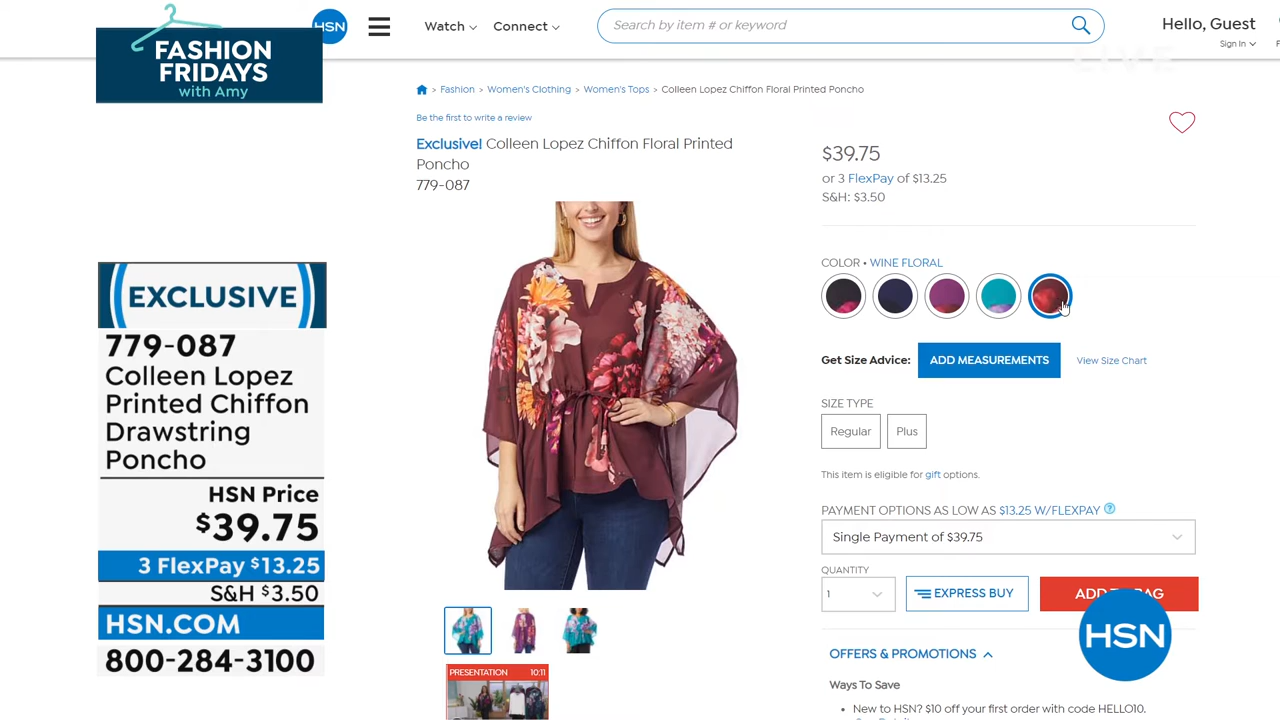 FASHION
FRIDAYS
with Amy
HSN
Watch
Connect
Search by item # or keyword
Hello, Guest
Sign In
LIVE
Fashion > Women's Clothing > Women's Tops > Colleen Lopez Chiffon Floral Printed Poncho
Be the first to write a review
Exclusive! Colleen Lopez Chiffon Floral Printed
Poncho
779-087
$39.75
or 3 FlexPay of $13.25
S&H: $3.50
COLOR • WINE FLORAL
Get Size Advice:
ADD MEASUREMENTS
View Size Chart
SIZE TYPE
Regular
Plus
This item is eligible for gift options.
PAYMENT OPTIONS AS LOW AS $13.25 W/FLEXPAY ?
Single Payment of $39.75
QUANTITY
1
EXPRESS BUY
ADD BAG
HSN
OFFERS & PROMOTIONS
Ways To Save
• New to HSN? $10 off your first order with code HELLO10.
PRESENTATION 10:11
EXCLUSIVE
779-087
Colleen Lopez
Printed Chiffon
Drawstring
Poncho
HSN Price
$39.75
3 FlexPay $13.25
S&H $3.50
HSN.COM
800-284-3100